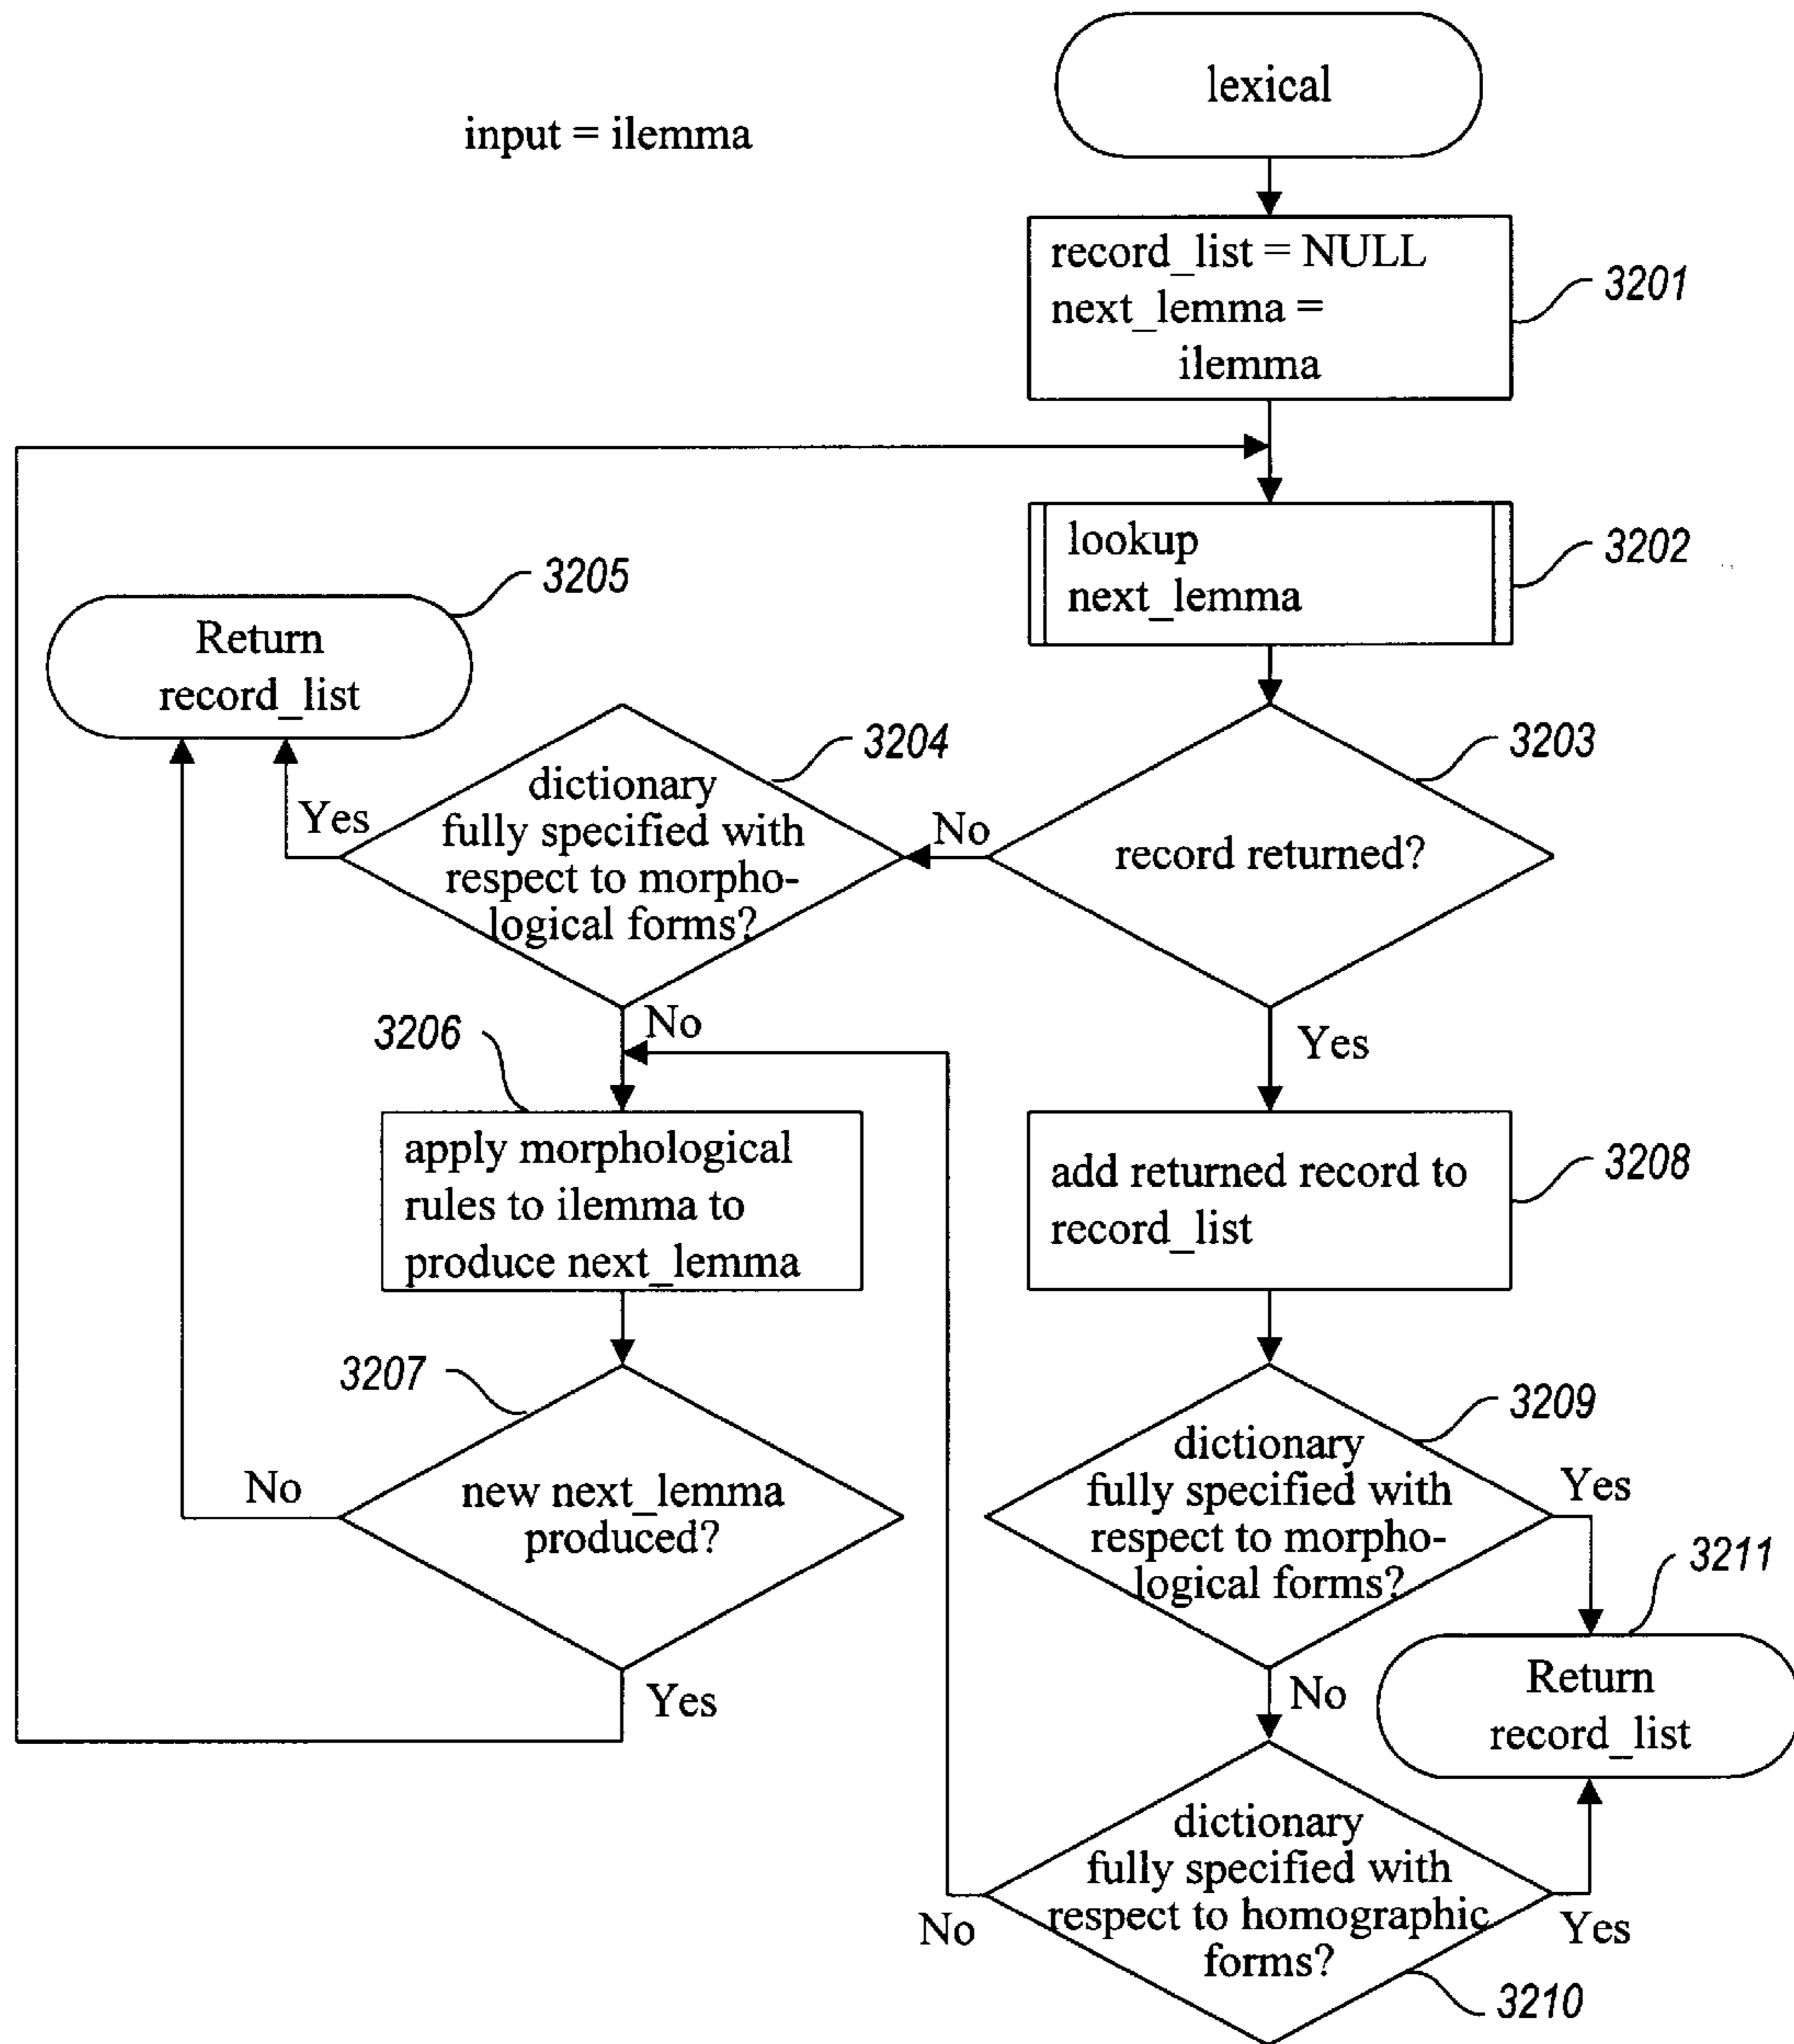 lexical
input = ilemma
record_list = NULL
next_lemma =
ilemma
3201
lookup
next_lemma
3202
3205
Return
record_list
3204
dictionary
fully specified with
respect to morpho-
logical forms?
Yes
No
3203
record returned?
No
Yes
3206
apply morphological
rules to ilemma to
produce next_lemma
3208
add returned record to
record_list
3207
new next_lemma
produced?
No
Yes
3209
dictionary
fully specified with
respect to morpho-
logical forms?
Yes
No
3211
Return
record_list
dictionary
fully specified with
respect to homographic
forms?
No
Yes
3210